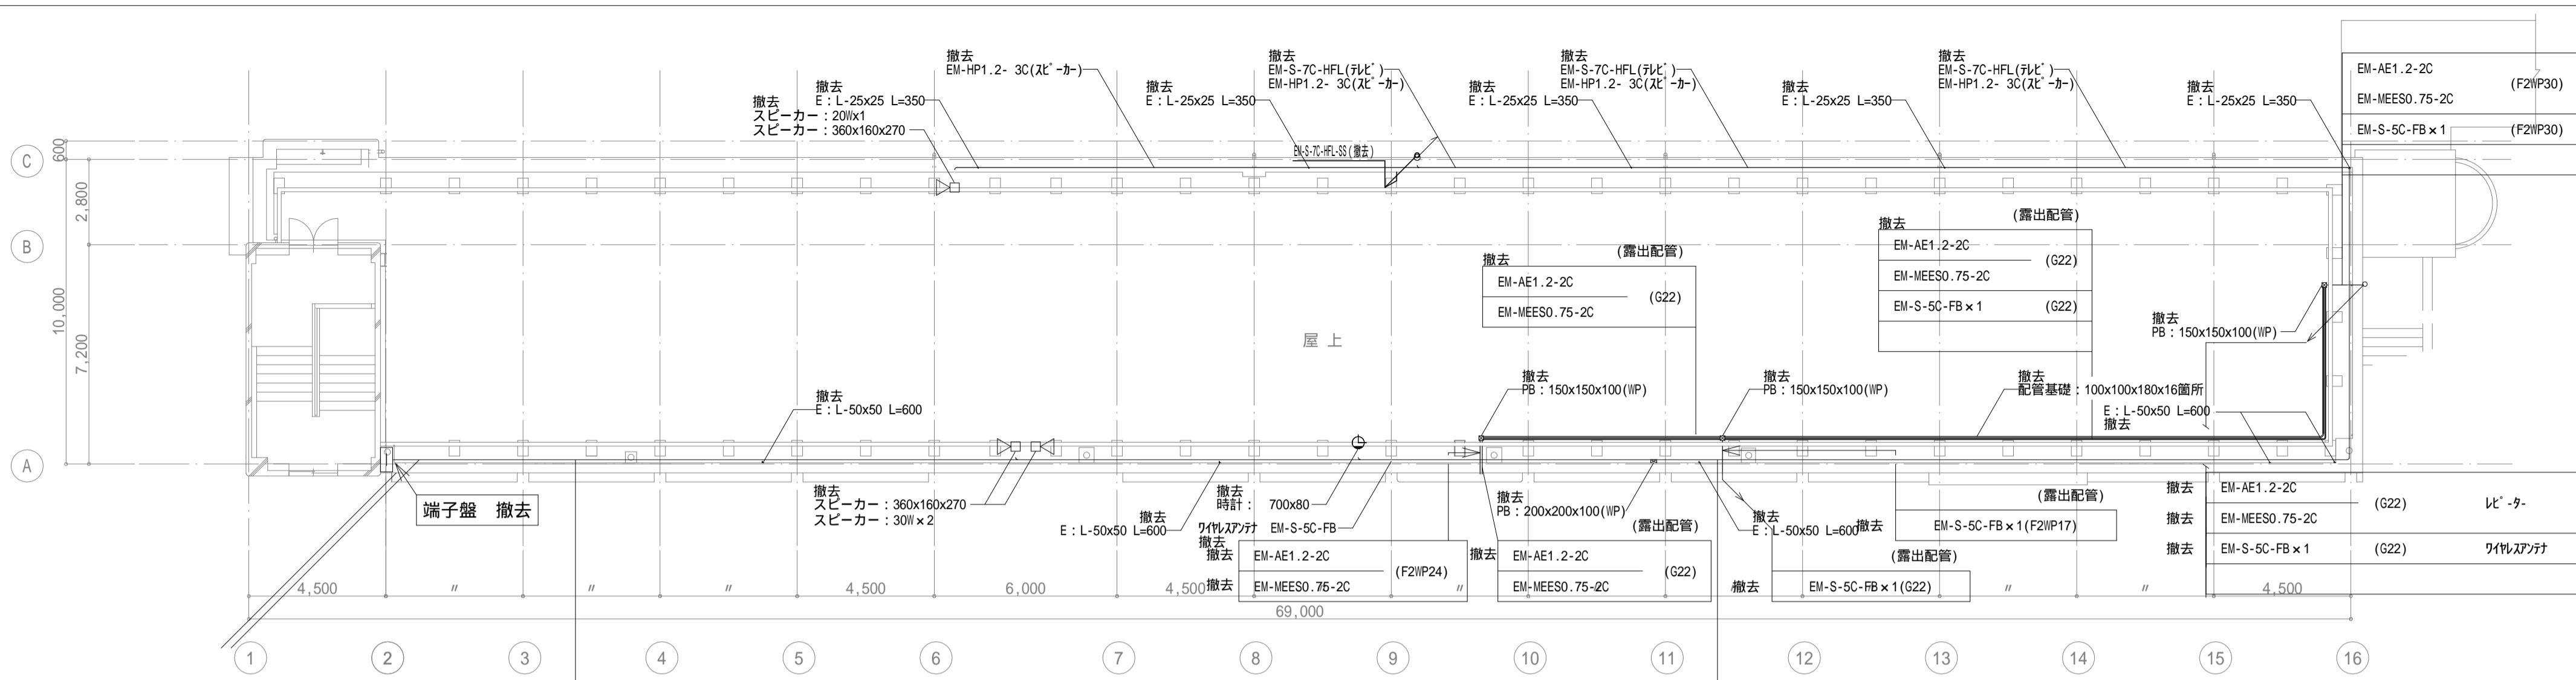 撤去
EM-HP1.2- 3C(ｽﾋﾟｰｶｰ)
撤去
E：L-25x25 L=350
撤去
スピーカー：20Wx1
スピーカー：360x160x270
撤去
E：L-25x25 L=350
撤去
EM-S-7C-HFL(ﾃﾚﾋﾞ)
EM-HP1.2- 3C(ｽﾋﾟｰｶｰ)
EM-S-7C-HFL-SS(撤去)
撤去
E：L-25x25 L=350
撤去
EM-S-7C-HFL(ﾃﾚﾋﾞ)
EM-HP1.2- 3C(ｽﾋﾟｰｶｰ)
撤去
E：L-25x25 L=350
撤去
EM-S-7C-HFL(ﾃﾚﾋﾞ)
EM-HP1.2- 3C(ｽﾋﾟｰｶｰ)
撤去
E：L-25x25 L=350
EM-AE1.2-2C
(F2WP30)
EM-MEES0.75-2C
EM-S-5C-FB×1 (F2WP30)
C
B
A
600
2,800
10,000
7,200
屋上
(露出配管)
撤去
EM-AE1.2-2C
(G22)
EM-MEES0.75-2C
(露出配管)
撤去
EM-AE1.2-2C
(G22)
EM-MEES0.75-2C
EM-S-5C-FB×1 (G22)
撤去
PB：150x150x100(WP)
撤去
E：L-50x50 L=600
撤去
PB：150x150x100(WP)
撤去
PB：150x150x100(WP)
撤去
配管基礎：100x100x180x16箇所
E：L-50x50 L=600
撤去
端子盤 撤去
撤去
スピーカー：360x160x270
スピーカー：30W×2
撤去
E：L-50x50 L=600
撤去
時計： 700x80
ﾜｲﾔﾚｽｱﾝﾃﾅ EM-S-5C-FB
撤去
撤去 EM-AE1.2-2C
(F2WP24)
撤去 EM-MEES0.75-2C
撤去
PB：200x200x100(WP)
(露出配管)
撤去 EM-AE1.2-2C
(G22)
EM-MEES0.75-2C
撤去
E：L-50x50 L=600
(露出配管)
撤去 EM-S-5C-FB×1(F2WP17)
(露出配管)
撤去 EM-S-5C-FB×1(G22)
撤去 EM-AE1.2-2C
(G22) ﾚﾋﾟｰﾀｰ
撤去 EM-MEES0.75-2C
撤去 EM-S-5C-FB×1 (G22) ﾜｲﾔﾚｽｱﾝﾃﾅ
4,500 〃 〃 〃 4,500 6,000 4,500 〃 〃 〃 4,500
69,000
1 2 3 4 5 6 7 8 9 10 11 12 13 14 15 16